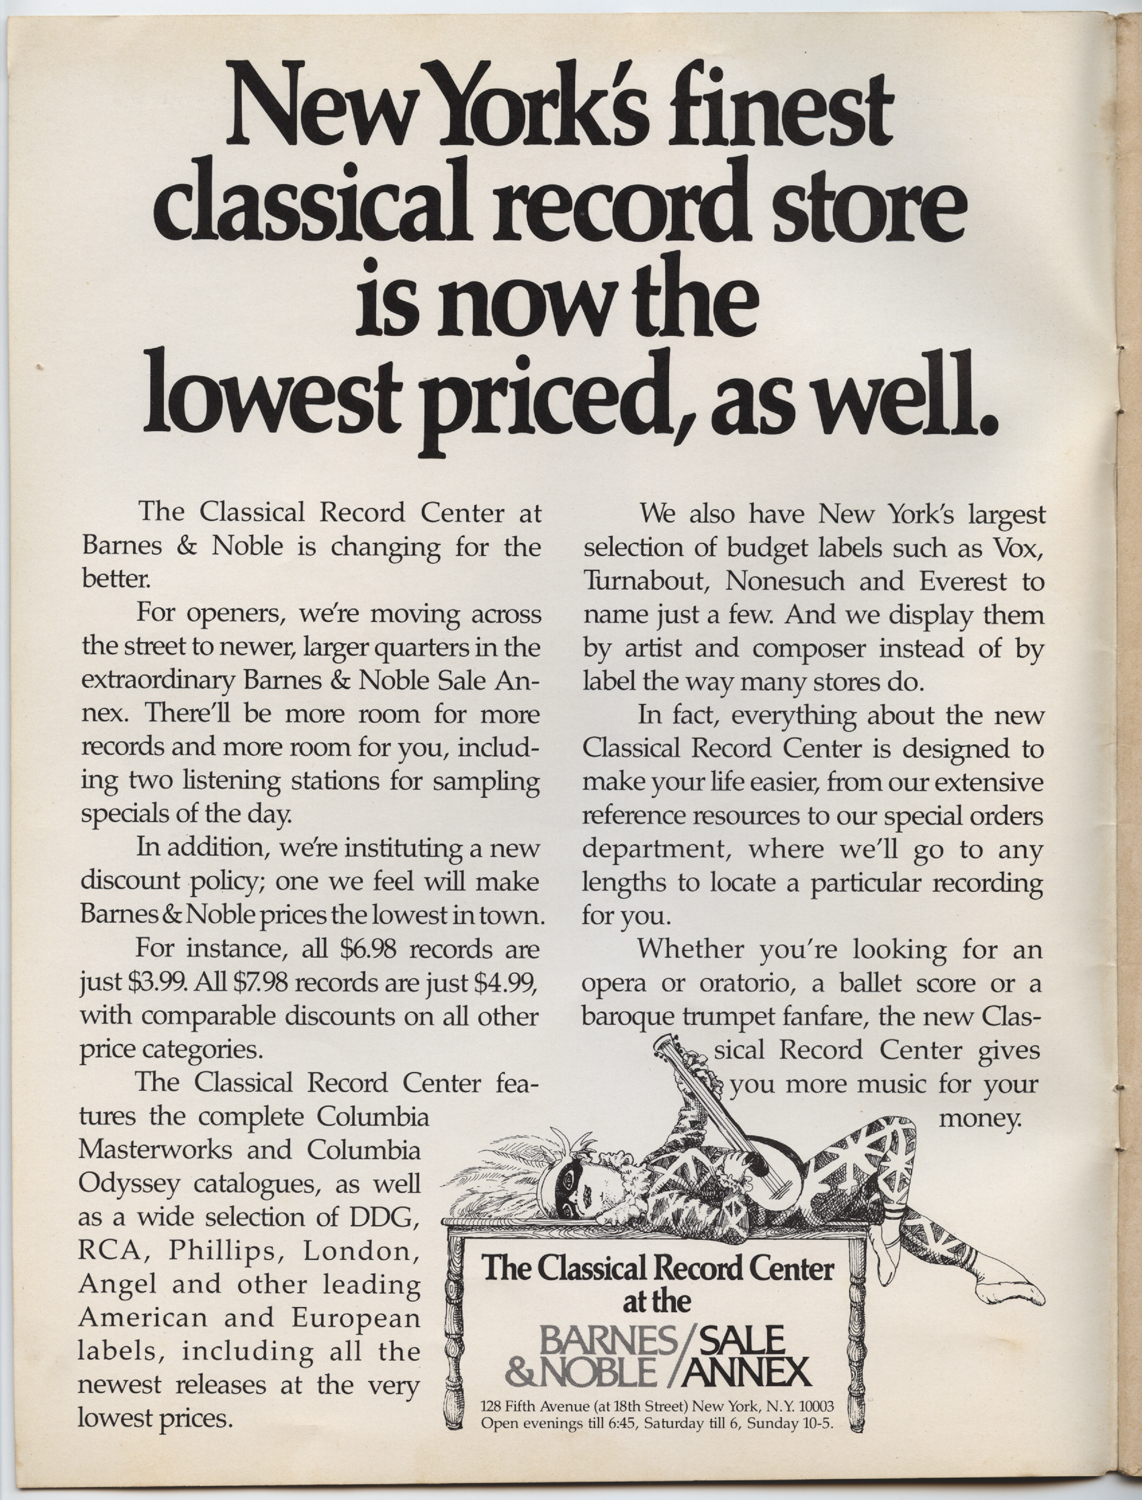 New York's finest
classical record store
is now the
lowest priced, as well.
The Classical Record Center at
Barnes & Noble is changing for the
better.
For openers, we're moving across
the street to newer, larger quarters in the
extraordinary Barnes & Noble Sale An-
nex. There'll be more room for more
records and more room for you, includ-
ing two listening stations for sampling
specials of the day.
In addition, we're instituting a new
discount policy; one we feel will make
Barnes & Noble prices the lowest in town.
For instance, all $6.98 records are
just $3.99. All $7.98 records are just $4.99,
with comparable discounts on all other
price categories.
The Classical Record Center fea-
tures the complete Columbia
Masterworks and Columbia
Odyssey catalogues, as well
as a wide selection of DDG,
RCA, Phillips, London,
Angel and other leading
American and European
labels, including all the
newest releases at the very
lowest prices.
We also have New York's largest
selection of budget labels such as Vox,
Turnabout, Nonesuch and Everest to
name just a few. And we display them
by artist and composer instead of by
label the way many stores do.
In fact, everything about the new
Classical Record Center is designed to
make your life easier, from our extensive
reference resources to our special orders
department, where we'll go to any
lengths to locate a particular recording
for you.
Whether you're looking for an
opera or oratorio, a ballet score or a
baroque trumpet fanfare, the new Clas-
sical Record Center gives
you more music for your
money.
The Classical Record Center
at the
BARNES/SALE
&NOBLE/ANNEX
128 Fifth Avenue (at 18th Street) New York, N.Y. 10003
Open evenings till 6:45, Saturday till 6, Sunday 10-5.